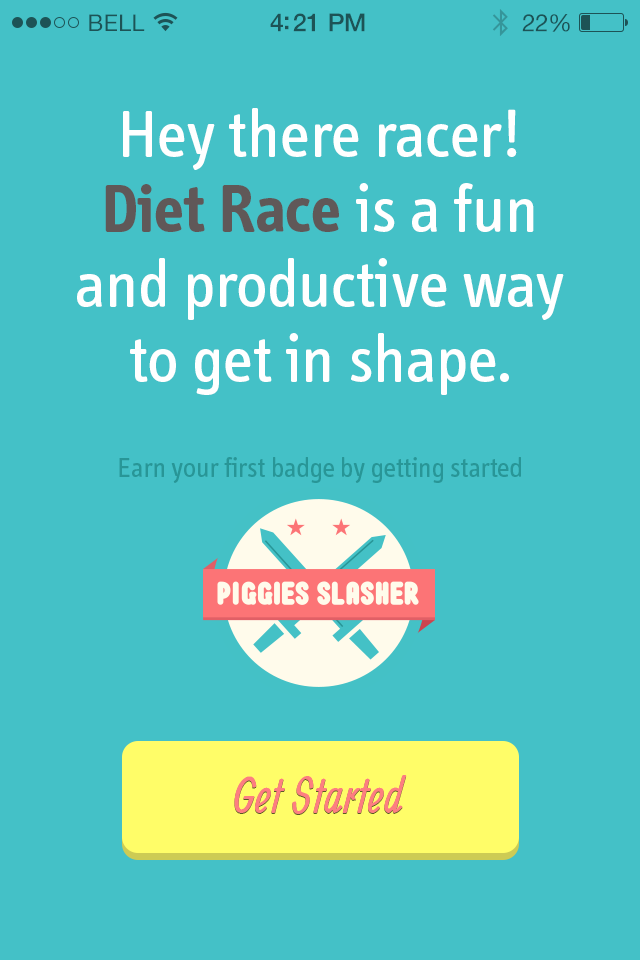 BELL 4:21 PM 22%
Hey there racer!
Diet Race is a fun
and productive way
to get in shape.
Earn your first badge by getting started
PIGGIES SLASHER
Get Started